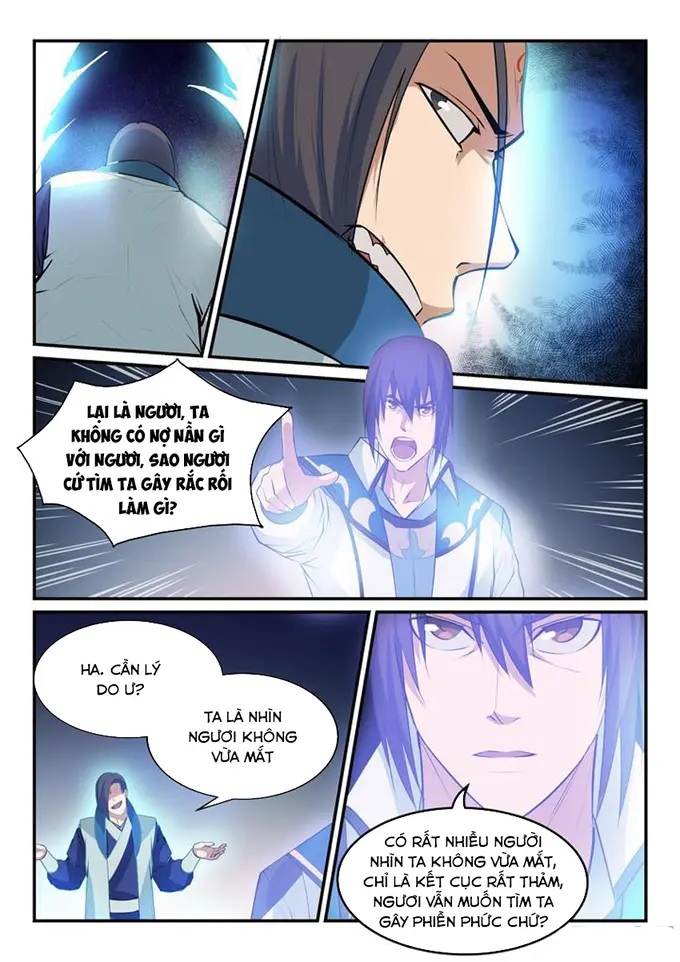 LẠI LÀ NGƯƠI, TA
KHÔNG CÓ NỢ NẦN GÌ
VỚI NGƯƠI, SAO NGƯƠI
CỨ TÌM TA GÂY RẮC RỐI
LÀM GÌ?
HA. CẦN LÝ
DO Ư?
TA LÀ NHÌN
NGƯƠI KHÔNG
VỪA MẮT
CÓ RẤT NHIỀU NGƯỜI
NHÌN TA KHÔNG VỪA MẮT,
CHỈ LÀ KẾT CỤC RẤT THẢM,
NGƯƠI VẪN MUỐN TÌM TA
GÂY PHIỀN PHỨC CHỨ?